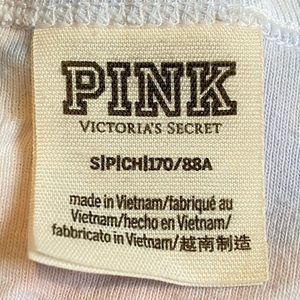 PINK
VICTORIA'S SECRET
S|P|CH|170/88A
made in Vietnam/fabriqué au
Vietnam/hecho en Vietnam/
fabbricato in Vietnam/越南制造